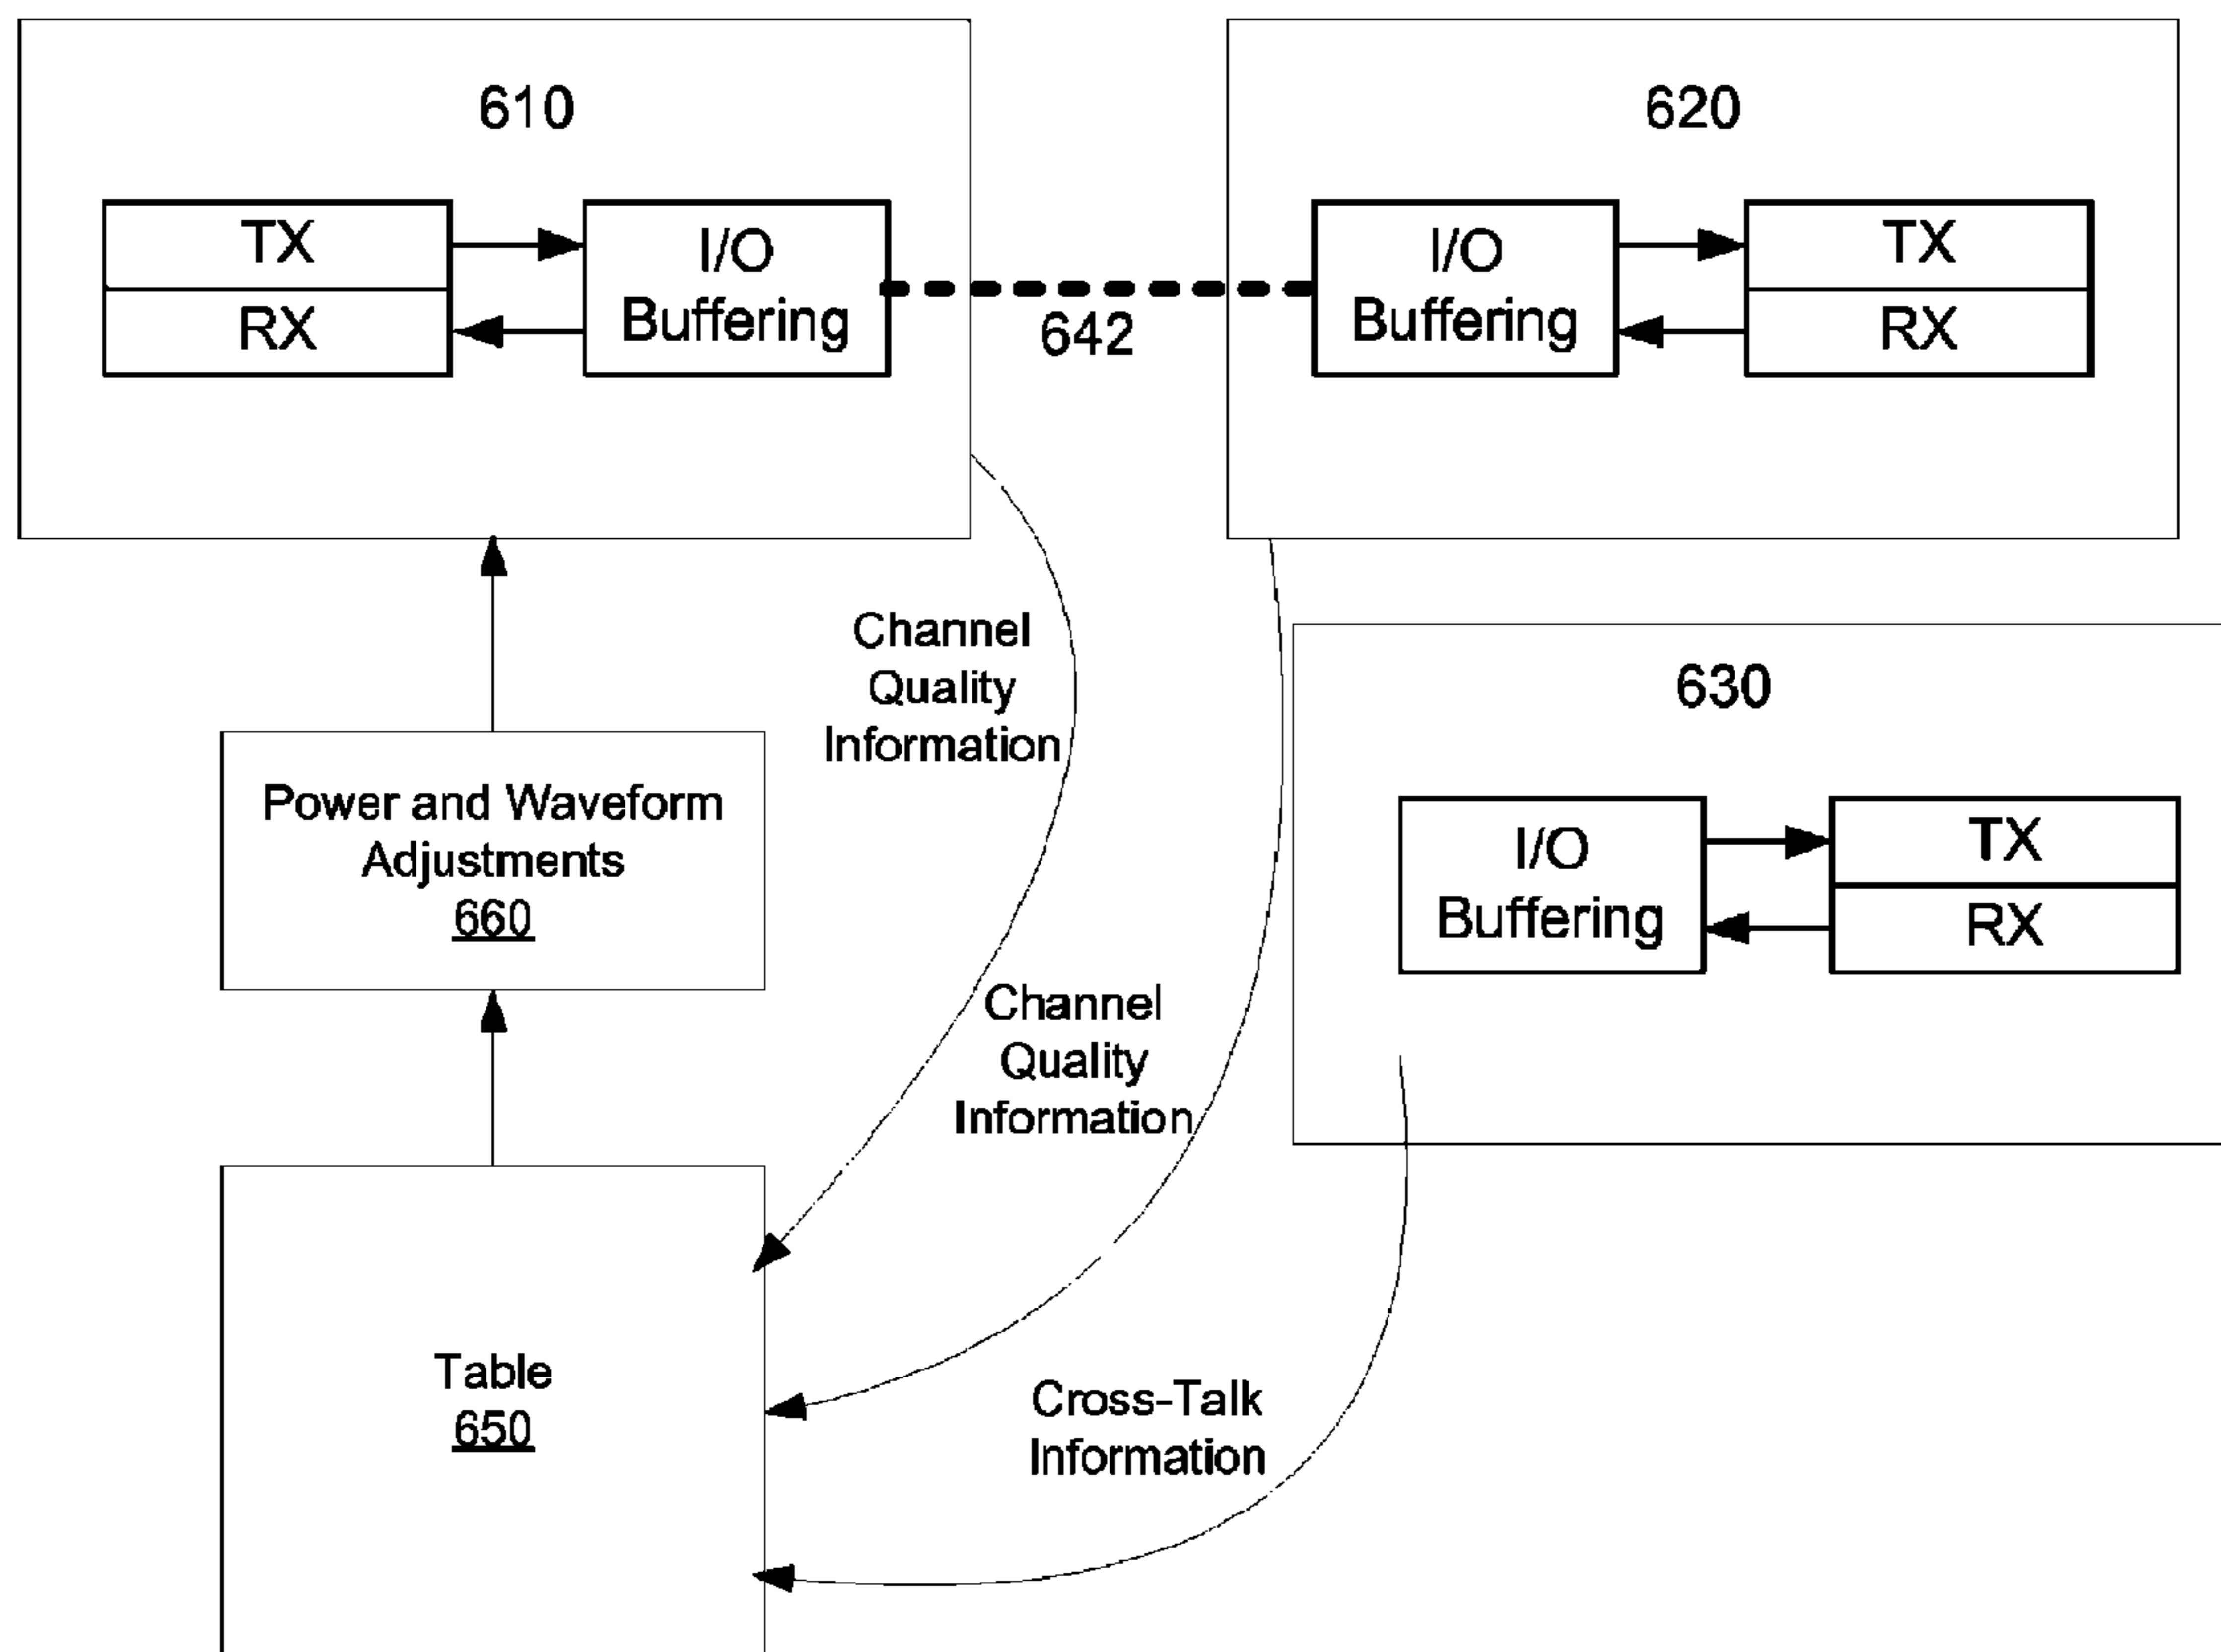 610
620
TX
RX
I/O
Buffering
642
I/O
Buffering
TX
RX
Channel
Quality
Information
630
Power and Waveform
Adjustments
660
I/O
Buffering
TX
RX
Channel
Quality
Information
Table
650
Cross-Talk
Information